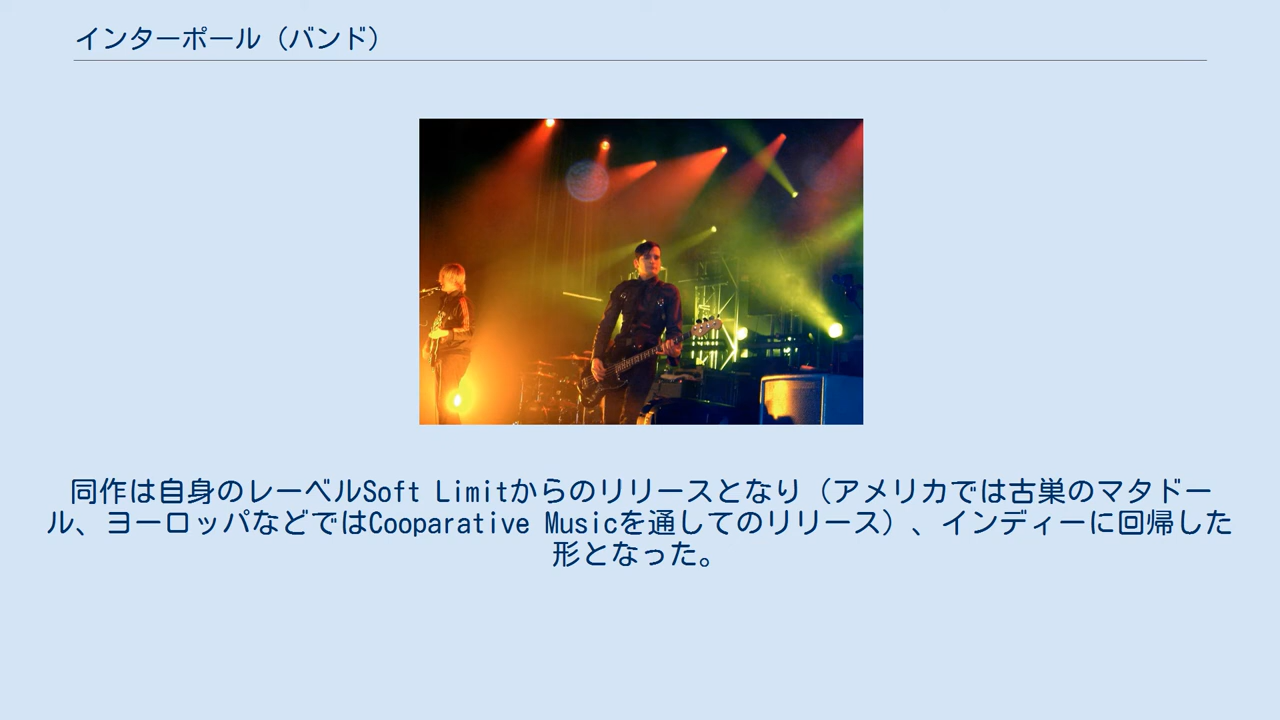 インターポール（バンド）
同作は自身のレーベルSoft Limitからのリリースとなり（アメリカでは古巣のマタドー
ル、ヨーロッパなどではCooparative Musicを通してのリリース）、インディーに回帰した
形となった。